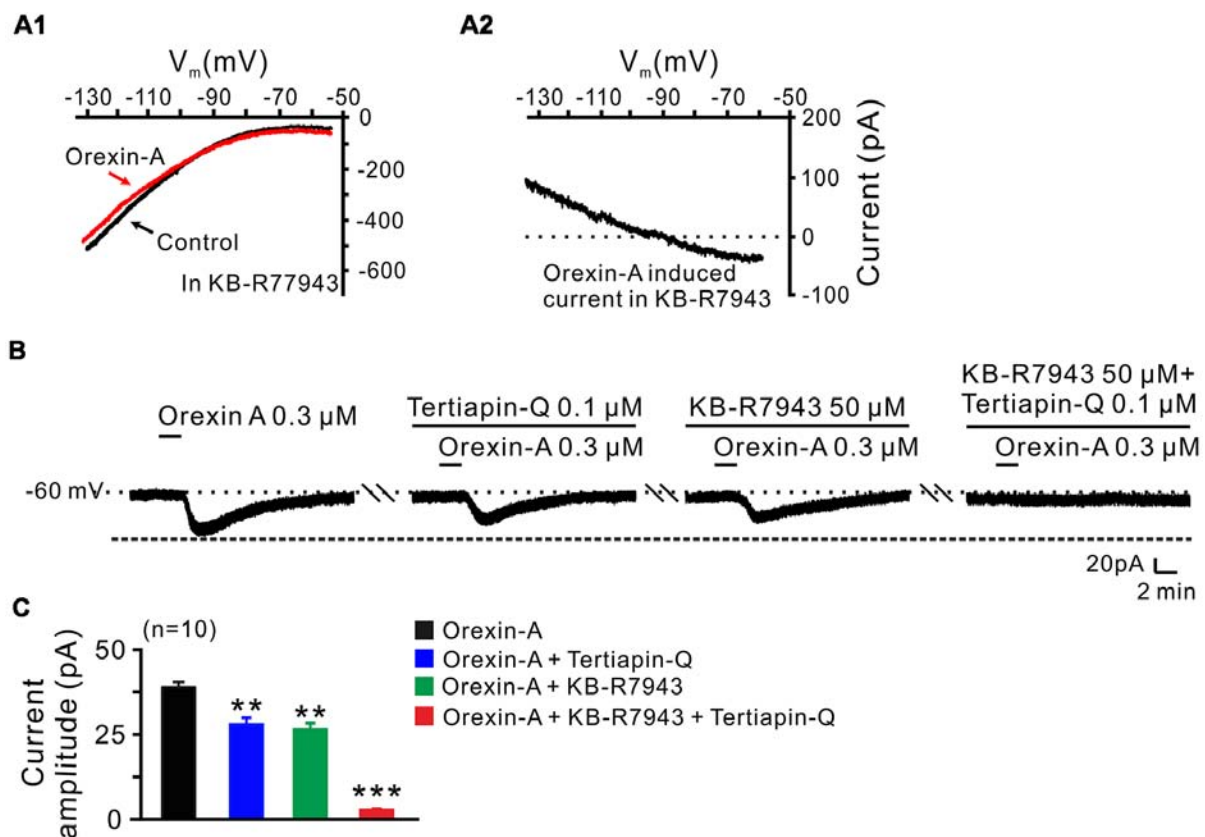 A1
V_m(mV)
-130 -110 -90 -70 -50
0
-200
-400
-600
Orexin-A
Control
In KB-R77943
A2
V_m(mV)
-130 -110 -90 -70 -50
200
100
0
-100
Current (pA)
Orexin-A induced
current in KB-R7943
B
Orexin A 0.3 μM
Tertiapin-Q 0.1 μM
Orexin-A 0.3 μM
KB-R7943 50 μM
Orexin-A 0.3 μM
KB-R7943 50 μM+
Tertiapin-Q 0.1 μM
Orexin-A 0.3 μM
-60 mV
20pA
2 min
C
(n=10)
Current
amplitude (pA)
50
25
0
**
**
***
Orexin-A
Orexin-A + Tertiapin-Q
Orexin-A + KB-R7943
Orexin-A + KB-R7943 + Tertiapin-Q